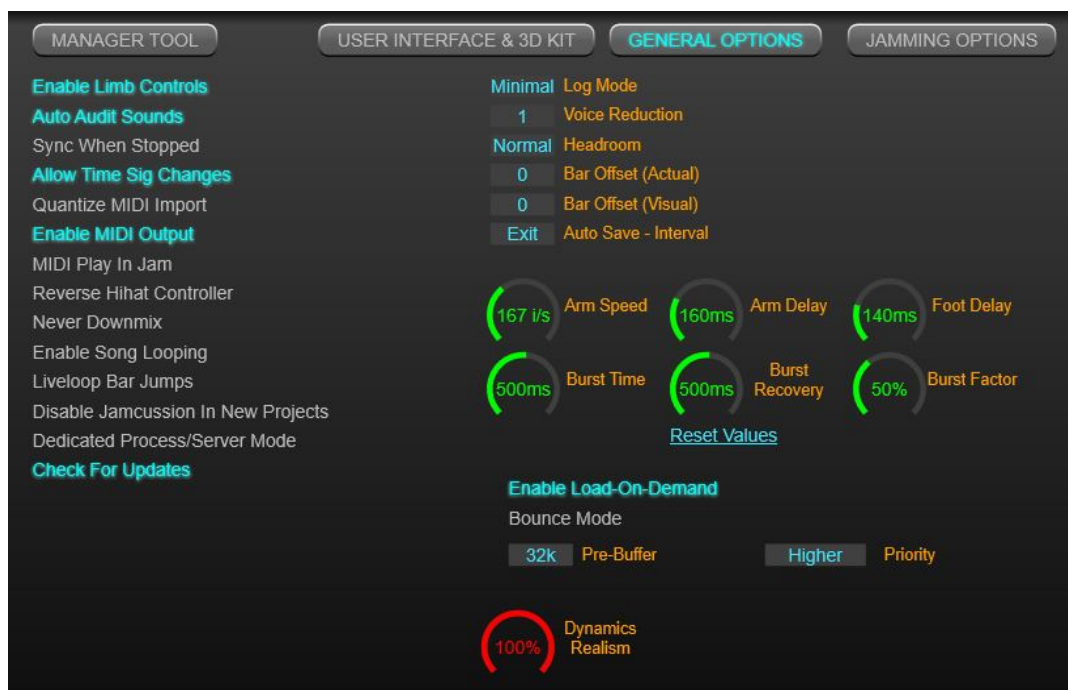 MANAGER TOOL
USER INTERFACE & 3D KIT
GENERAL OPTIONS
JAMMING OPTIONS
Enable Limb Controls
Auto Audit Sounds
Sync When Stopped
Allow Time Sig Changes
Quantize MIDI Import
Enable MIDI Output
MIDI Play In Jam
Reverse Hihat Controller
Never Downmix
Enable Song Looping
Liveloop Bar Jumps
Disable Jamcussion In New Projects
Dedicated Process/Server Mode
Check For Updates
Minimal Log Mode
1 Voice Reduction
Normal Headroom
0 Bar Offset (Actual)
0 Bar Offset (Visual)
Exit Auto Save - Interval
167 i/s Arm Speed
160ms Arm Delay
140ms Foot Delay
500ms Burst Time
500ms Burst
Recovery
50% Burst Factor
Reset Values
Enable Load-On-Demand
Bounce Mode
32k Pre-Buffer
Higher Priority
100% Dynamics
Realism